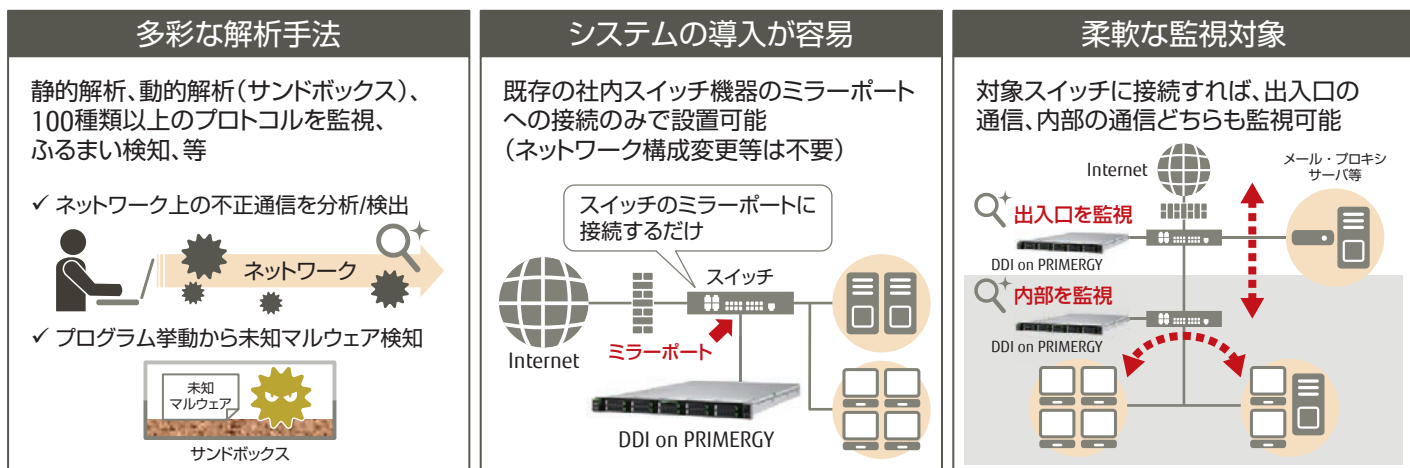 多彩な解析手法
静的解析、動的解析(サンドボックス)、
100種類以上のプロトコルを監視、
ふるまい検知、等
✓ ネットワーク上の不正通信を分析/検出
ネットワーク
✓ プログラム挙動から未知マルウェア検知
未知
マルウェア
サンドボックス
システムの導入が容易
既存の社内スイッチ機器のミラーポート
への接続のみで設置可能
(ネットワーク構成変更等は不要)
スイッチのミラーポートに
接続するだけ
スイッチ
Internet
ミラーポート
DDI on PRIMERGY
柔軟な監視対象
対象スイッチに接続すれば、出入口の
通信、内部の通信どちらも監視可能
Internet
メール・プロキシ
サーバ等
出入口を監視
DDI on PRIMERGY
内部を監視
DDI on PRIMERGY